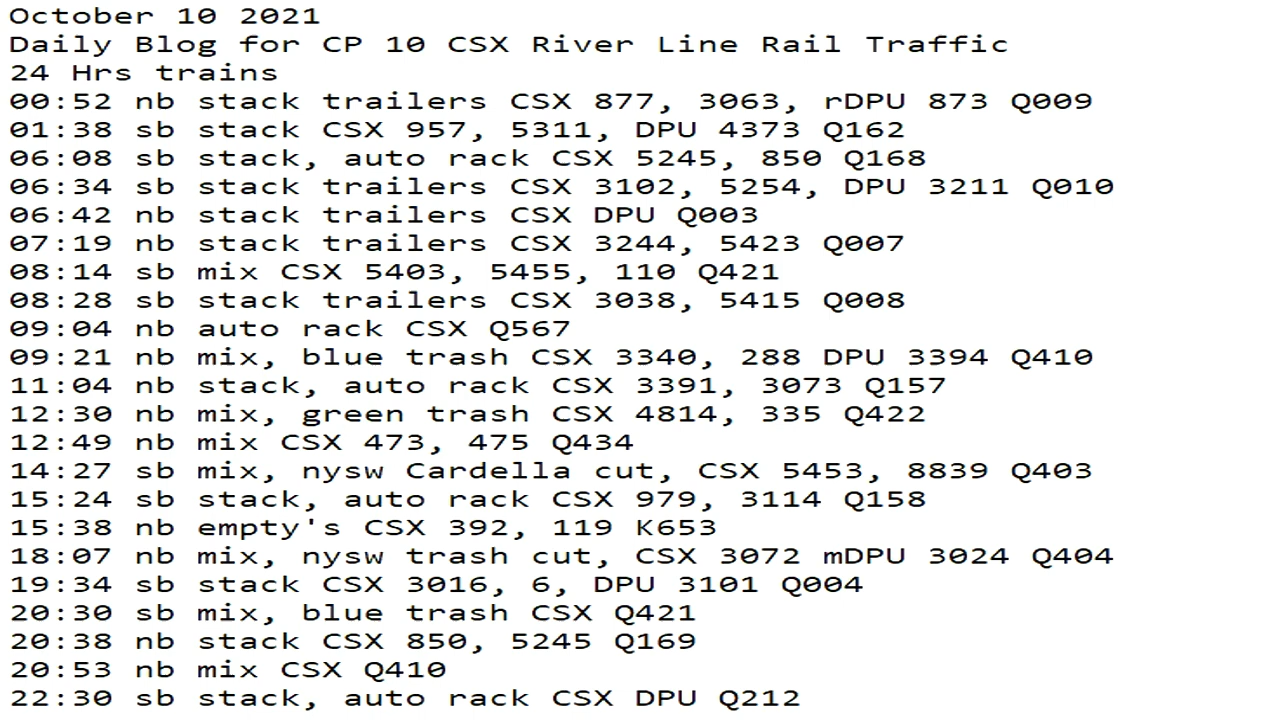 October 10 2021
Daily Blog for CP 10 CSX River Line Rail Traffic
24 Hrs trains
00:52 nb stack trailers CSX 877, 3063, rDPU 873 Q009
01:38 sb stack CSX 957, 5311, DPU 4373 Q162
06:08 sb stack, auto rack CSX 5245, 850 Q168
06:34 sb stack trailers CSX 3102, 5254, DPU 3211 Q010
06:42 nb stack trailers CSX DPU Q003
07:19 nb stack trailers CSX 3244, 5423 Q007
08:14 sb mix CSX 5403, 5455, 110 Q421
08:28 sb stack trailers CSX 3038, 5415 Q008
09:04 nb auto rack CSX Q567
09:21 nb mix, blue trash CSX 3340, 288 DPU 3394 Q410
11:04 nb stack, auto rack CSX 3391, 3073 Q157
12:30 nb mix, green trash CSX 4814, 335 Q422
12:49 nb mix CSX 473, 475 Q434
14:27 sb mix, nysw Cardella cut, CSX 5453, 8839 Q403
15:24 sb stack, auto rack CSX 979, 3114 Q158
15:38 nb empty's CSX 392, 119 K653
18:07 nb mix, nysw trash cut, CSX 3072 mDPU 3024 Q404
19:34 sb stack CSX 3016, 6, DPU 3101 Q004
20:30 sb mix, blue trash CSX Q421
20:38 nb stack CSX 850, 5245 Q169
20:53 nb mix CSX Q410
22:30 sb stack, auto rack CSX DPU Q212